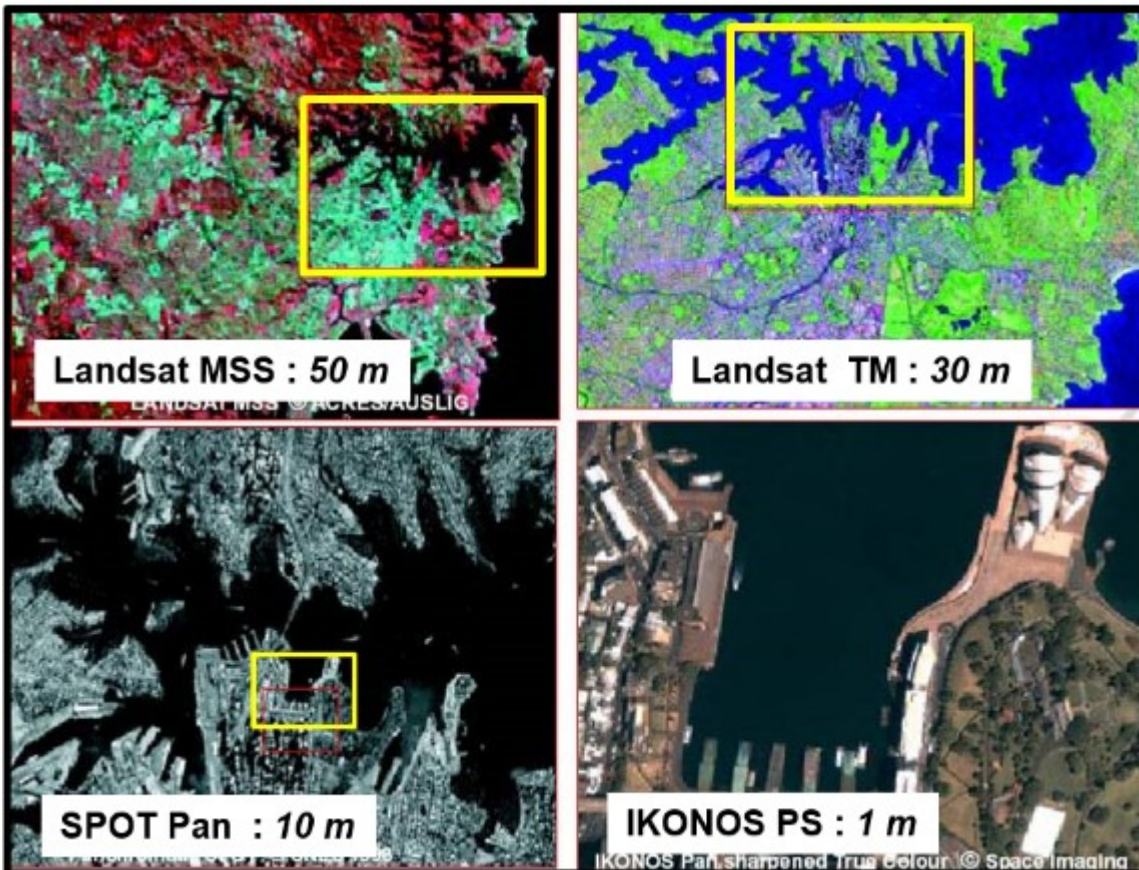 Landsat MSS : 50 m
LANDSAT MSS © ACRES/AUSLIG
Landsat TM : 30 m
SPOT Pan : 10 m
IKONOS PS : 1 m
IKONOS Pan sharpened True Colour © Space Imaging